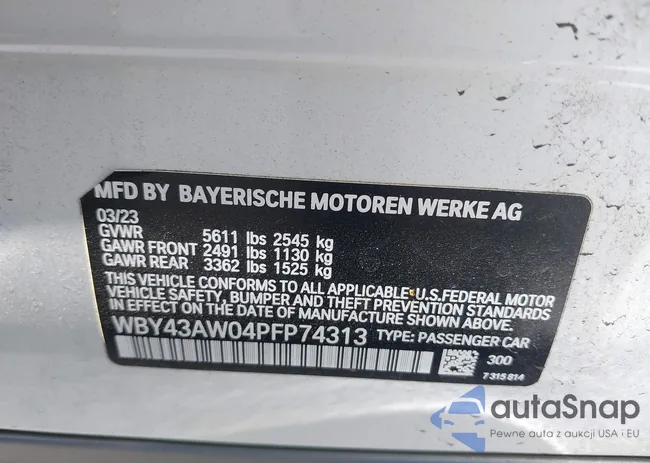 MFD BY BAYERISCHE MOTOREN WERKE AG
03/23
GVWR 5611 lbs 2545 kg
GAWR FRONT 2491 lbs 1130 kg
GAWR REAR 3362 lbs 1525 kg
THIS VEHICLE CONFORMS TO ALL APPLICABLE U.S.FEDERAL MOTOR
VEHICLE SAFETY, BUMPER AND THEFT PREVENTION STANDARDS
IN EFFECT ON THE DATE OF MANUFACTURE SHOWN ABOVE.
WBY43AW04PFP74313 TYPE: PASSENGER CAR
300
7315814
autaSnap
Pewne auta z aukcji USA i EU